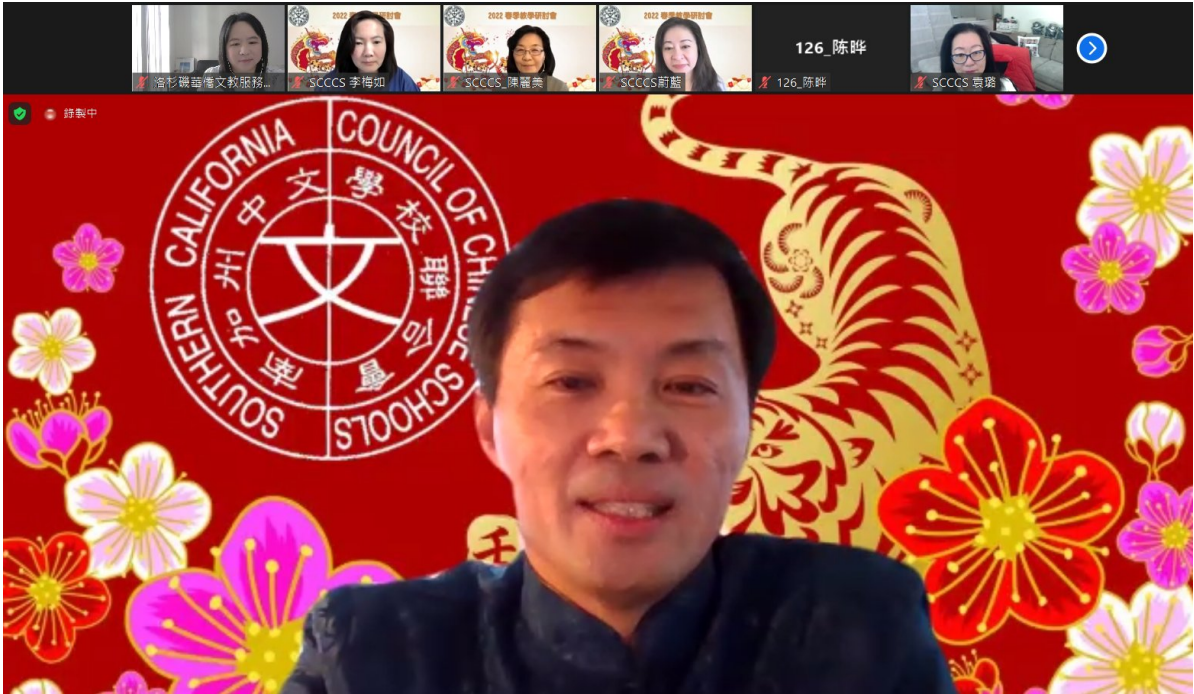 2022 春季教學研討會
2022 春季教學研討會
2022 春季教學研討會
126_陈晔
洛杉磯華僑文教服務...
SCCCS 李梅如
SCCCS_陳麗美
SCCCS蔚藍
126_陈晔
SCCCS 袁璐
錄製中
SOUTHERN CALIFORNIA
COUNCIL OF CHINESE SCHOOLS
南加州中文學校聯合會
文
壬